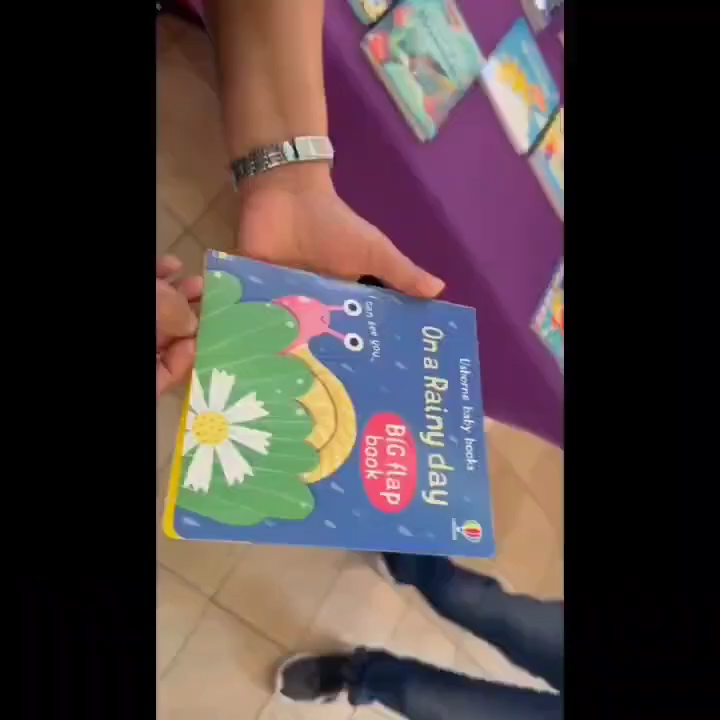 Usborne baby books
On a Rainy day
BIG flap
book
I can see you.